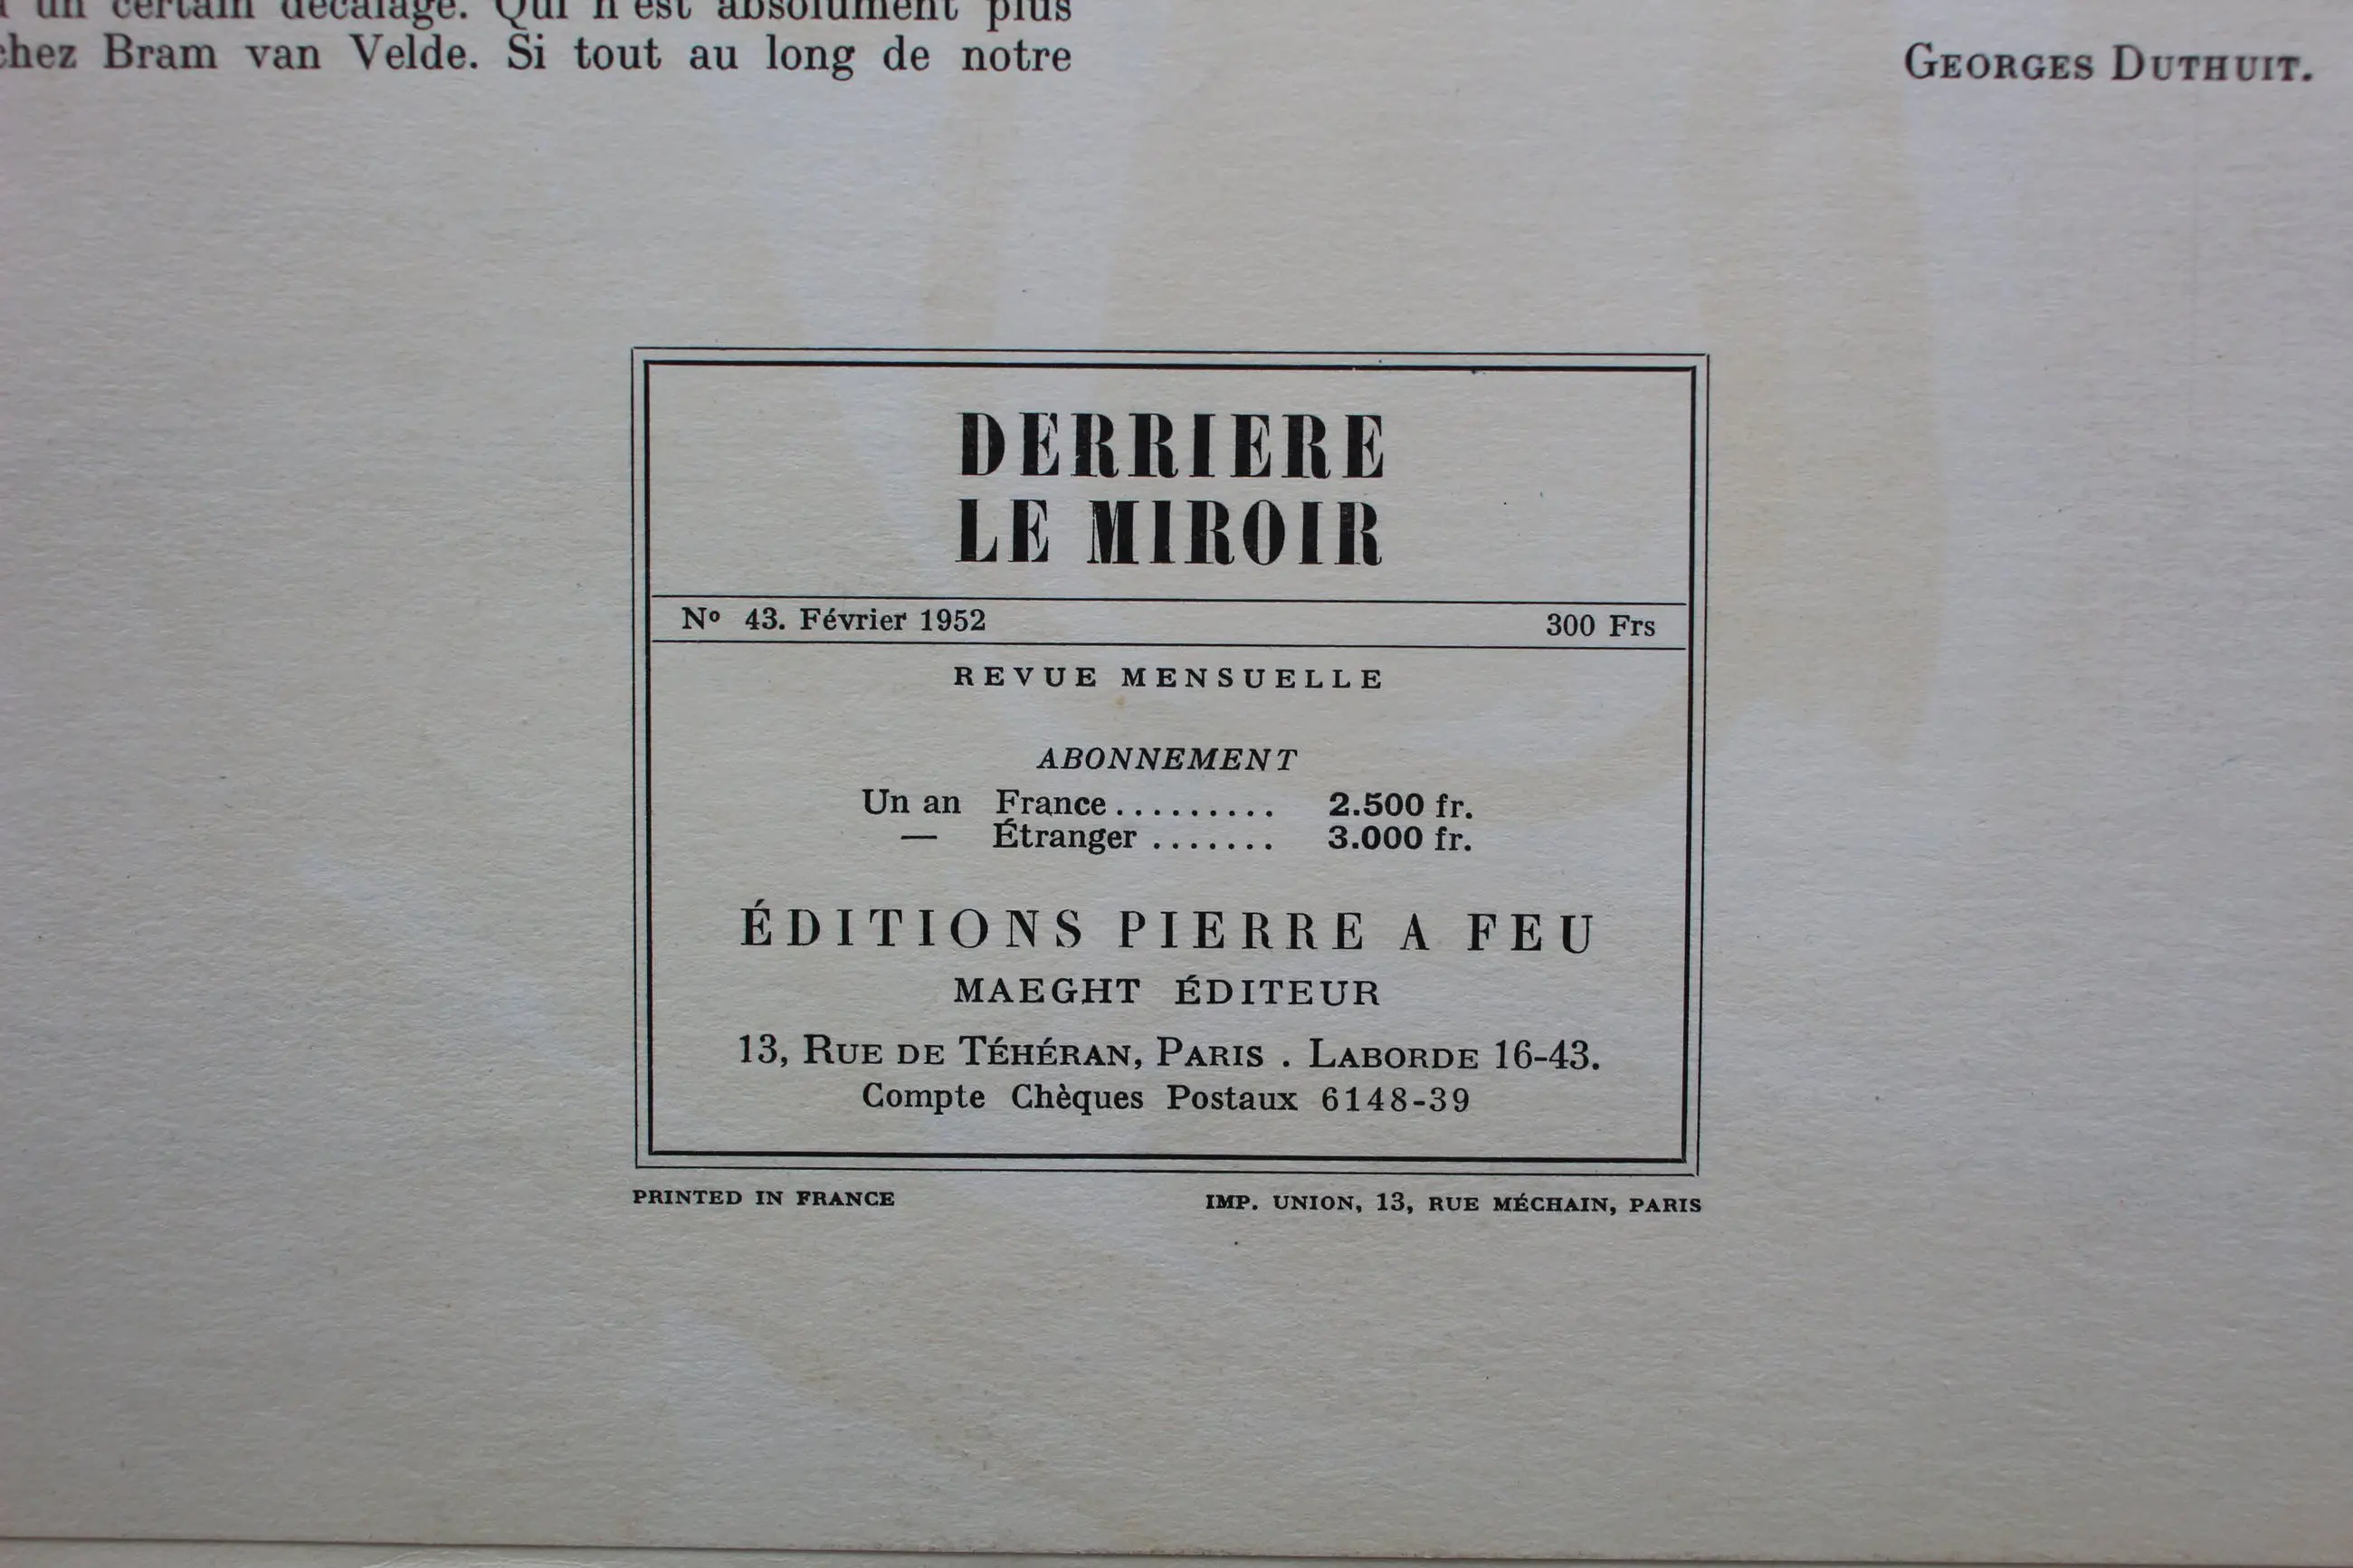 un certain décalage. Qui n'est absolument plus
chez Bram van Velde. Si tout au long de notre
GEORGES DUTHUIT.
DERRIERE
LE MIROIR
Nº 43. Février 1952 300 Frs
REVUE MENSUELLE
ABONNEMENT
Un an France......... 2.500 fr.
— Étranger ....... 3.000 fr.
ÉDITIONS PIERRE A FEU
MAEGHT ÉDITEUR
13, RUE DE TÉHÉRAN, PARIS . LABORDE 16-43.
Compte Chèques Postaux 6148-39
PRINTED IN FRANCE IMP. UNION, 13, RUE MÉCHAIN, PARIS